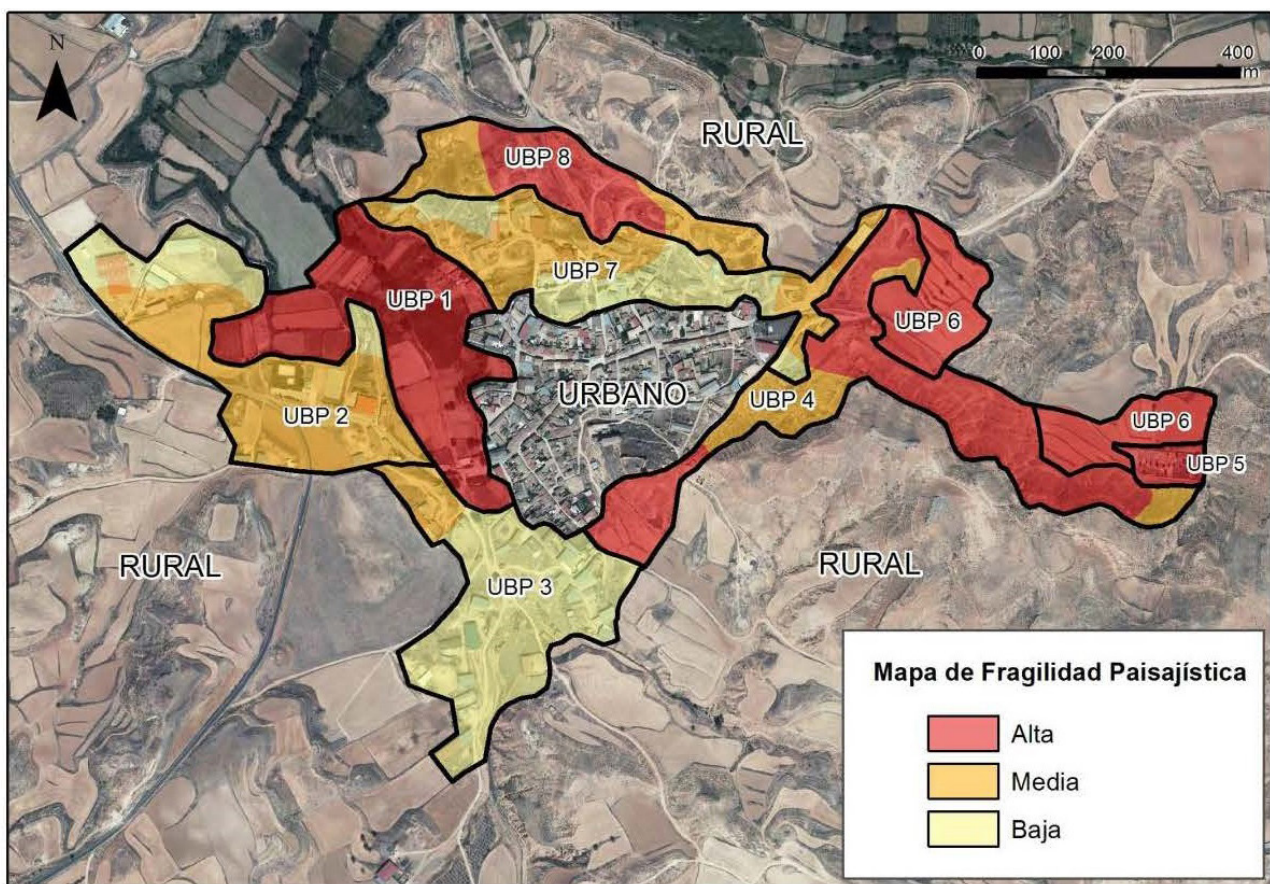 N
0 100 200 400
m
RURAL
UBP 8
UBP 7
UBP 1
UBP 6
URBANO
UBP 2
UBP 4
UBP 6
UBP 5
RURAL
RURAL
UBP 3
Mapa de Fragilidad Paisajística
Alta
Media
Baja